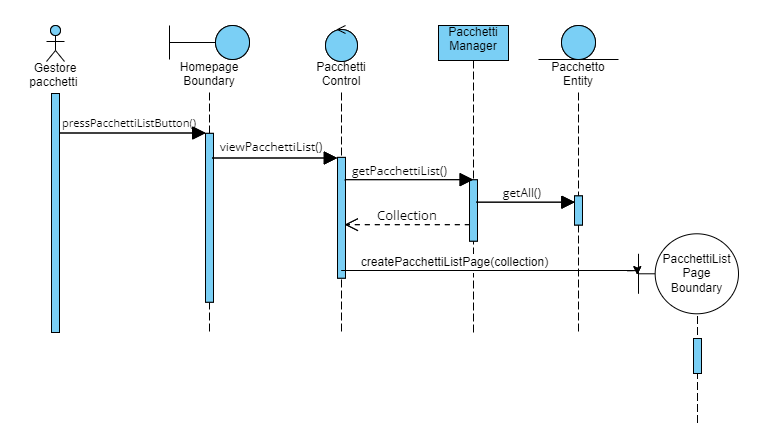 Gestore
pacchetti
Homepage
Boundary
Pacchetti
Control
Pacchetti
Manager
Pacchetto
Entity
pressPacchettiListButton()
viewPacchettiList()
getPacchettiList()
getAll()
Collection
createPacchettiListPage(collection)
PacchettiList
Page
Boundary